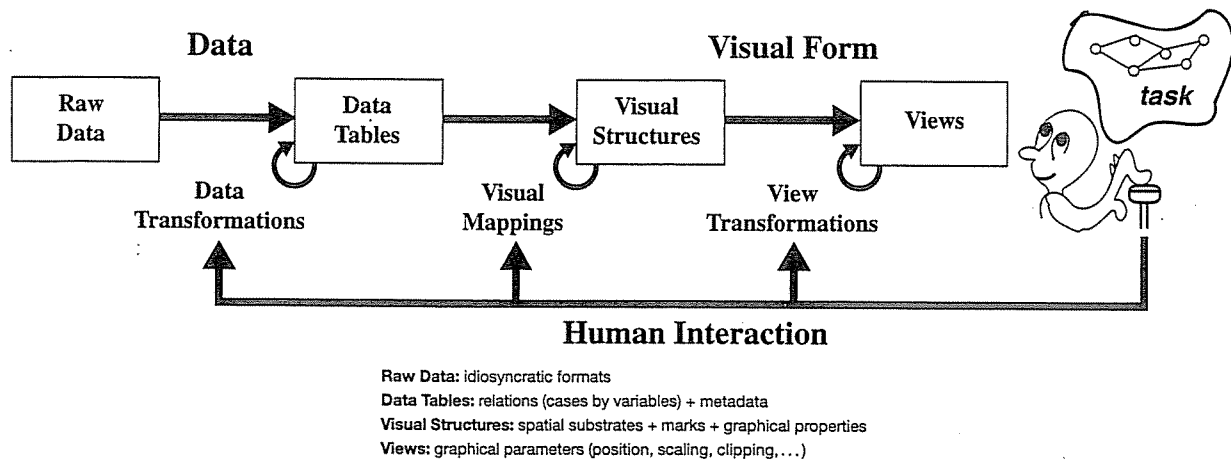 Data
Visual Form
Raw
Data
Data
Tables
Visual
Structures
Views
task
Data
Transformations
Visual
Mappings
View
Transformations
Human Interaction
Raw Data: idiosyncratic formats
Data Tables: relations (cases by variables) + metadata
Visual Structures: spatial substrates + marks + graphical properties
Views: graphical parameters (position, scaling, clipping, ...)